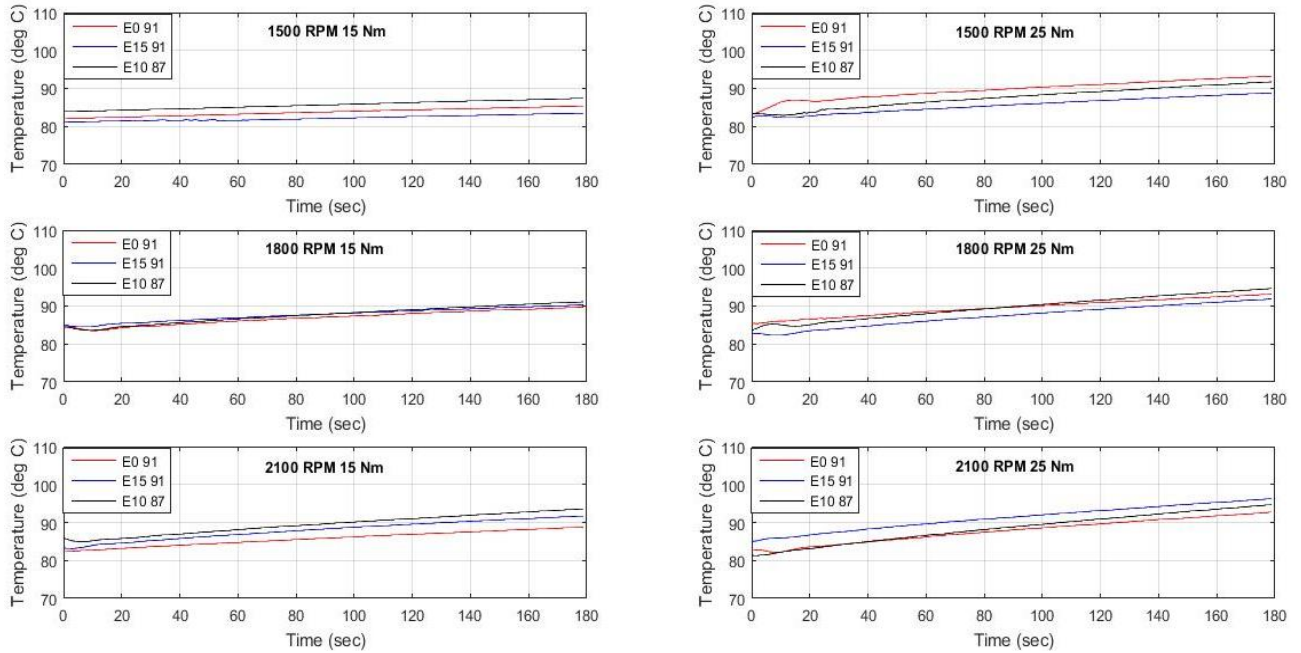 1500 RPM 15 Nm
E0 91
E15 91
E10 87
Temperature (deg C)
110
100
90
80
70
0 20 40 60 80 100 120 140 160 180
Time (sec)
1500 RPM 25 Nm
E0 91
E15 91
E10 87
Temperature (deg C)
110
100
90
80
70
0 20 40 60 80 100 120 140 160 180
Time (sec)
1800 RPM 15 Nm
E0 91
E15 91
E10 87
Temperature (deg C)
110
100
90
80
70
0 20 40 60 80 100 120 140 160 180
Time (sec)
1800 RPM 25 Nm
E0 91
E15 91
E10 87
Temperature (deg C)
110
100
90
80
70
0 20 40 60 80 100 120 140 160 180
Time (sec)
2100 RPM 15 Nm
E0 91
E15 91
E10 87
Temperature (deg C)
110
100
90
80
70
0 20 40 60 80 100 120 140 160 180
Time (sec)
2100 RPM 25 Nm
E0 91
E15 91
E10 87
Temperature (deg C)
110
100
90
80
70
0 20 40 60 80 100 120 140 160 180
Time (sec)